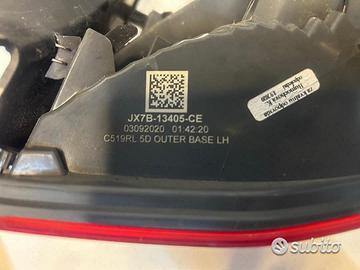 JX7B-13405-CE
03092020 01:42:20
C519RL 5D OUTER BASE LH
subito